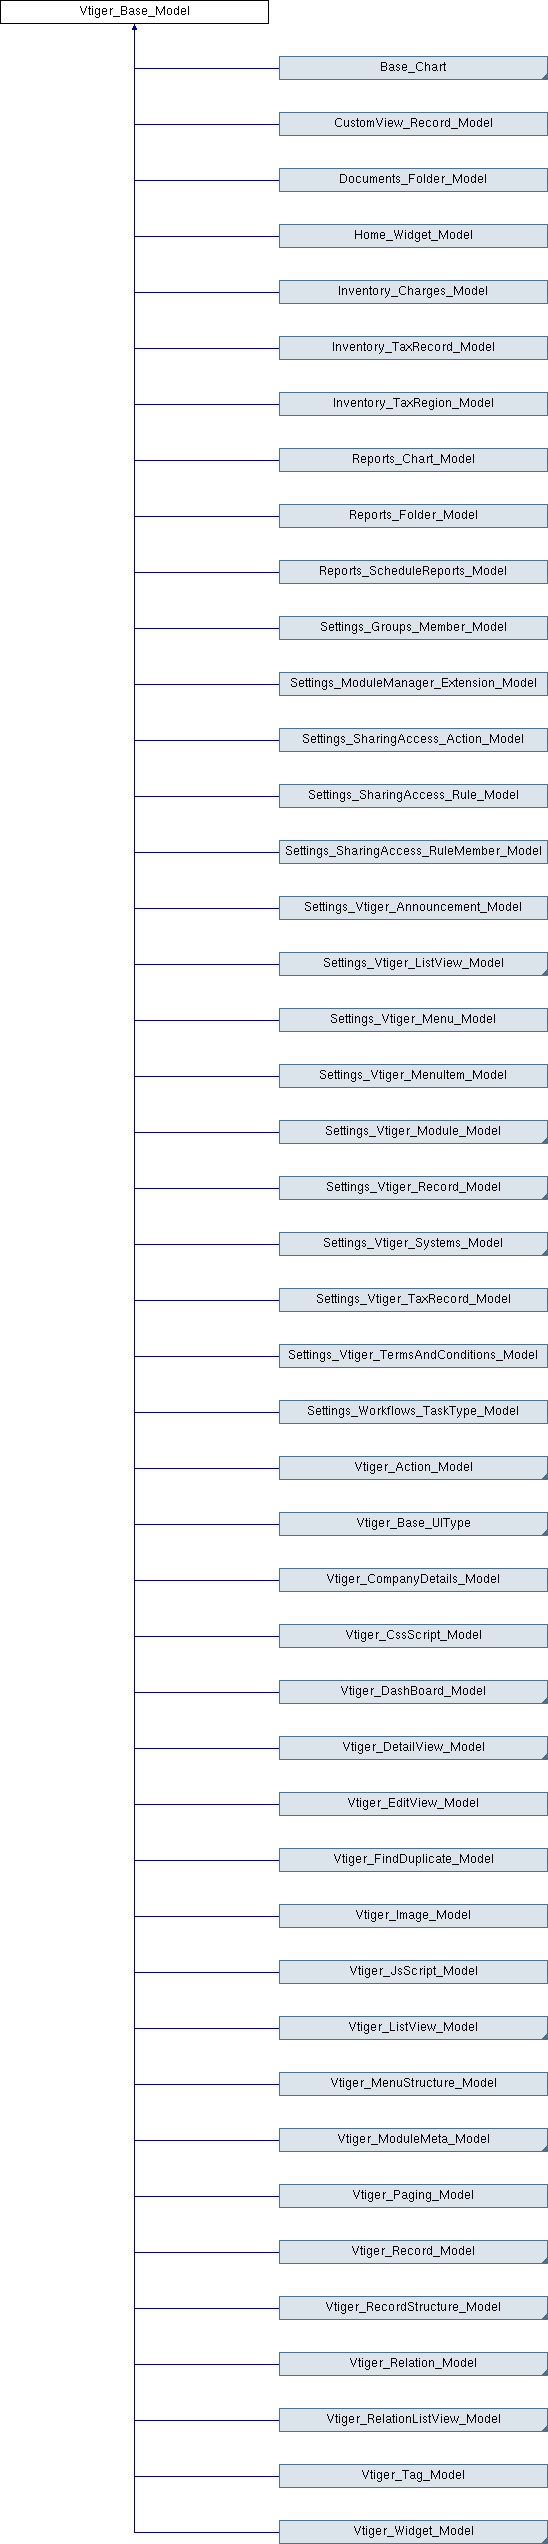 Vtiger_Base_Model
Base_Chart
CustomView_Record_Model
Documents_Folder_Model
Home_Widget_Model
Inventory_Charges_Model
Inventory_TaxRecord_Model
Inventory_TaxRegion_Model
Reports_Chart_Model
Reports_Folder_Model
Reports_ScheduleReports_Model
Settings_Groups_Member_Model
Settings_ModuleManager_Extension_Model
Settings_SharingAccess_Action_Model
Settings_SharingAccess_Rule_Model
Settings_SharingAccess_RuleMember_Model
Settings_Vtiger_Announcement_Model
Settings_Vtiger_ListView_Model
Settings_Vtiger_Menu_Model
Settings_Vtiger_MenuItem_Model
Settings_Vtiger_Module_Model
Settings_Vtiger_Record_Model
Settings_Vtiger_Systems_Model
Settings_Vtiger_TaxRecord_Model
Settings_Vtiger_TermsAndConditions_Model
Settings_Workflows_TaskType_Model
Vtiger_Action_Model
Vtiger_Base_UIType
Vtiger_CompanyDetails_Model
Vtiger_CssScript_Model
Vtiger_DashBoard_Model
Vtiger_DetailView_Model
Vtiger_EditView_Model
Vtiger_FindDuplicate_Model
Vtiger_Image_Model
Vtiger_JsScript_Model
Vtiger_ListView_Model
Vtiger_MenuStructure_Model
Vtiger_ModuleMeta_Model
Vtiger_Paging_Model
Vtiger_Record_Model
Vtiger_RecordStructure_Model
Vtiger_Relation_Model
Vtiger_RelationListView_Model
Vtiger_Tag_Model
Vtiger_Widget_Model